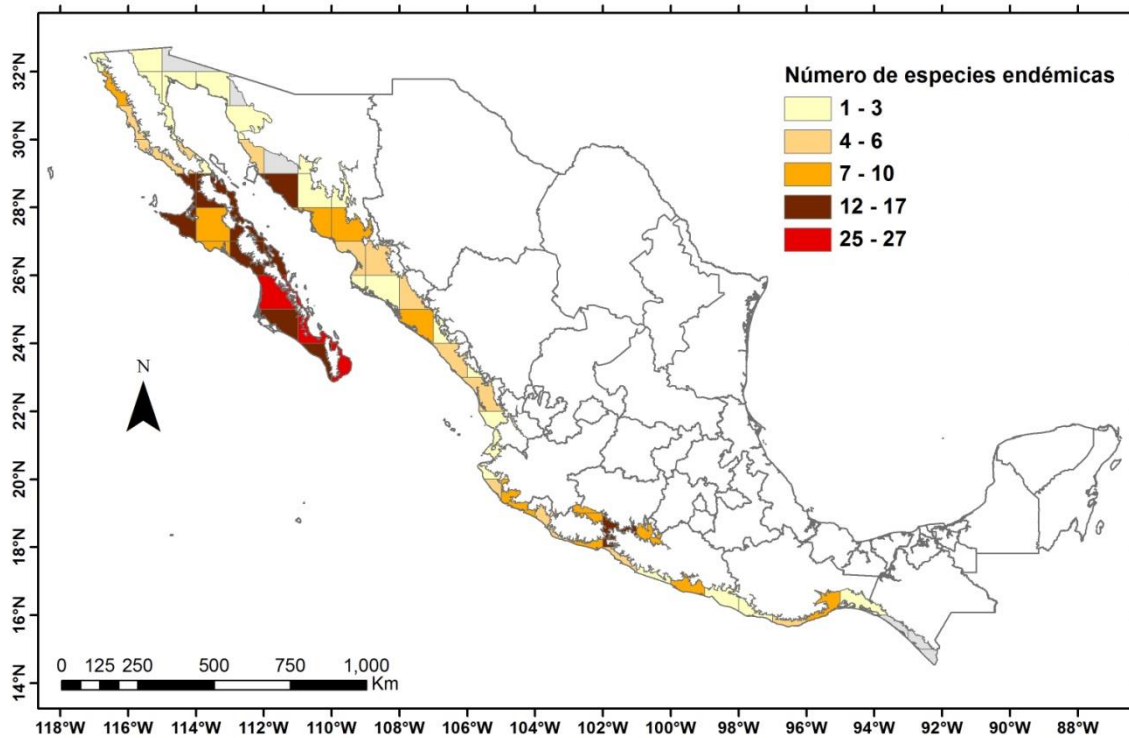 Número de especies endémicas
1 - 3
4 - 6
7 - 10
12 - 17
25 - 27
32°N
30°N
28°N
26°N
24°N
22°N
20°N
18°N
16°N
14°N
N
0 125 250 500 750 1,000
Km
118°W 116°W 114°W 112°W 110°W 108°W 106°W 104°W 102°W 100°W 98°W 96°W 94°W 92°W 90°W 88°W